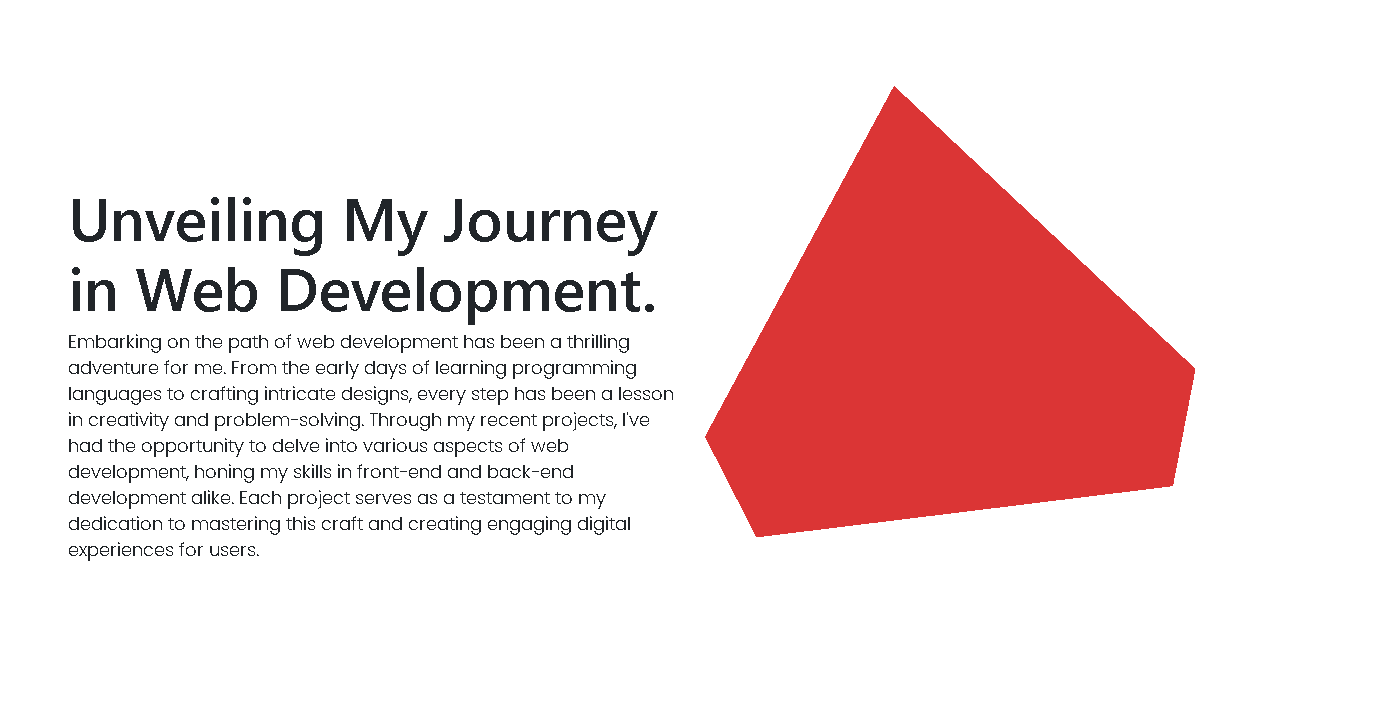 Unveiling My Journey
in Web Development.
Embarking on the path of web development has been a thrilling
adventure for me. From the early days of learning programming
languages to crafting intricate designs, every step has been a lesson
in creativity and problem-solving. Through my recent projects, I've
had the opportunity to delve into various aspects of web
development, honing my skills in front-end and back-end
development alike. Each project serves as a testament to my
dedication to mastering this craft and creating engaging digital
experiences for users.